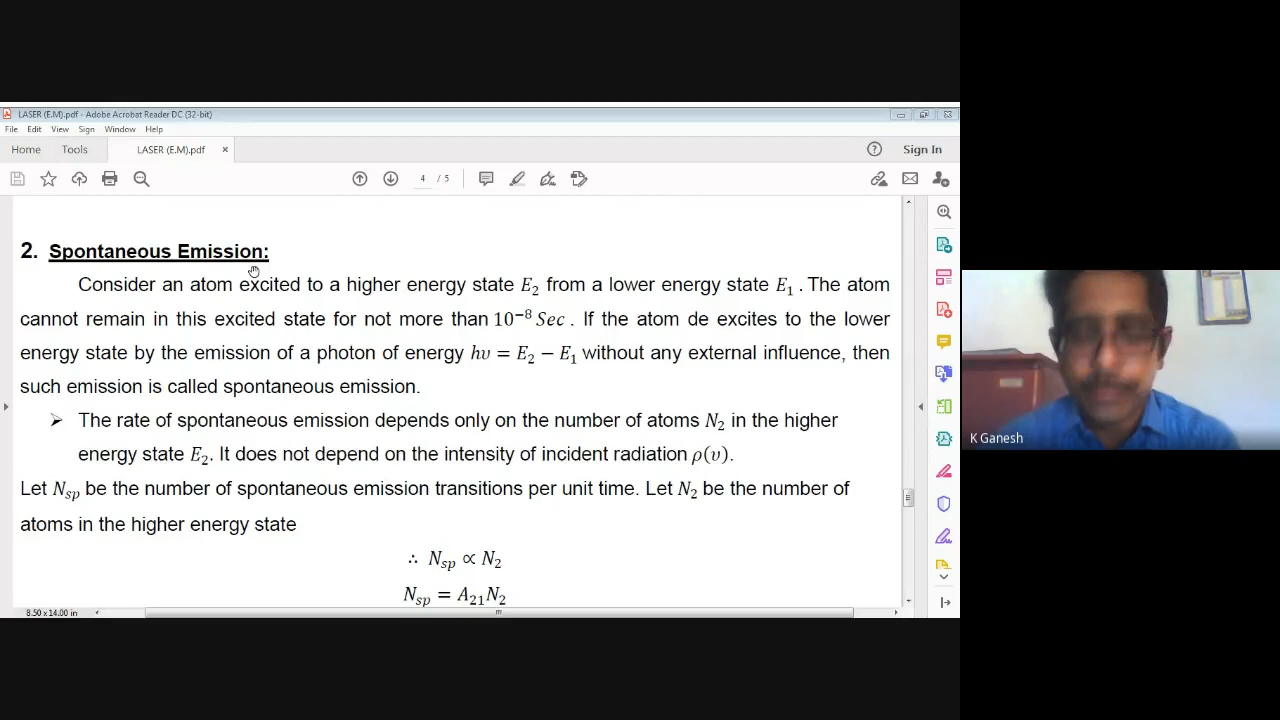 LASER (E.M).pdf - Adobe Acrobat Reader DC (32-bit)
File Edit View Sign Window Help
Home Tools LASER (E.M).pdf × Sign In
4 / 5
2. Spontaneous Emission:
Consider an atom excited to a higher energy state E₂ from a lower energy state E₁ . The atom
cannot remain in this excited state for not more than 10⁻⁸ Sec . If the atom de excites to the lower
energy state by the emission of a photon of energy hυ = E₂ − E₁ without any external influence, then
such emission is called spontaneous emission.
➢ The rate of spontaneous emission depends only on the number of atoms N₂ in the higher
energy state E₂. It does not depend on the intensity of incident radiation ρ(υ).
Let Nsp be the number of spontaneous emission transitions per unit time. Let N₂ be the number of
atoms in the higher energy state
∴ Nsp ∝ N₂
Nsp = A₂₁N₂
8.50 x 14.00 in
K Ganesh